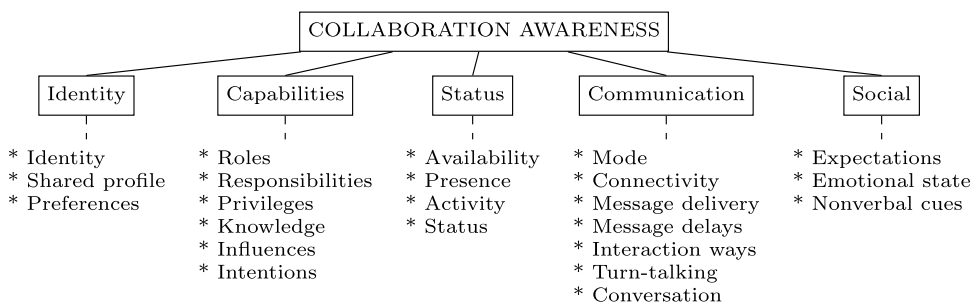 COLLABORATION AWARENESS
Identity
Capabilities
Status
Communication
Social
* Identity
* Shared profile
* Preferences
* Roles
* Responsibilities
* Privileges
* Knowledge
* Influences
* Intentions
* Availability
* Presence
* Activity
* Status
* Mode
* Connectivity
* Message delivery
* Message delays
* Interaction ways
* Turn-talking
* Conversation
* Expectations
* Emotional state
* Nonverbal cues